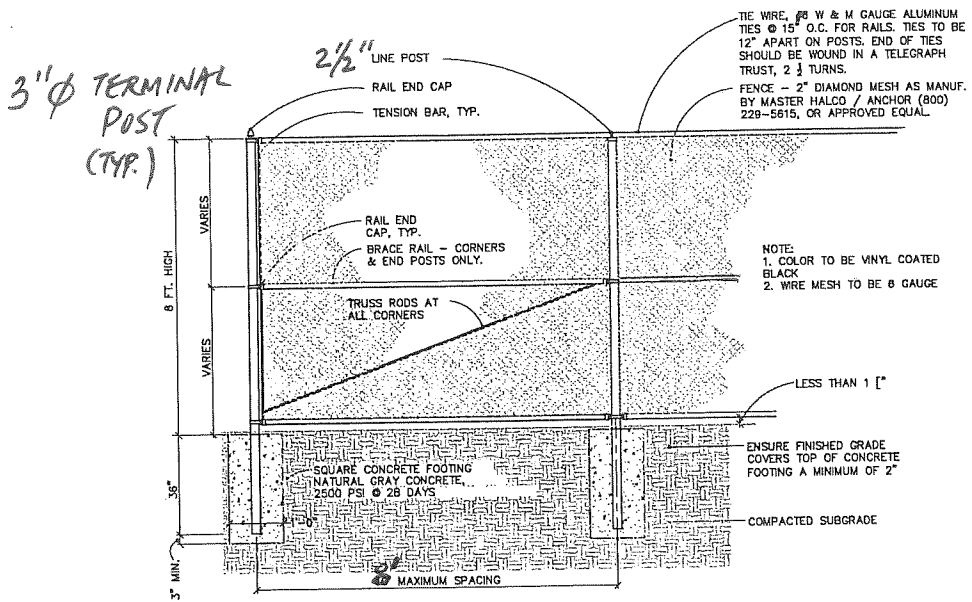 TIE WIRE, #6 W & M GAUGE ALUMINUM
TIES @ 15" O.C. FOR RAILS. TIES TO BE
12" APART ON POSTS. END OF TIES
SHOULD BE WOUND IN A TELEGRAPH
TRUST, 2 ½ TURNS.
FENCE – 2" DIAMOND MESH AS MANUF.
BY MASTER HALCO / ANCHOR (800)
229-5615, OR APPROVED EQUAL
2½" LINE POST
RAIL END CAP
TENSION BAR, TYP.
3"Ø TERMINAL
POST
(TYP.)
VARIES
8 FT. HIGH
RAIL END
CAP, TYP.
BRACE RAIL – CORNERS
& END POSTS ONLY.
NOTE:
1. COLOR TO BE VINYL COATED
BLACK
2. WIRE MESH TO BE 6 GAUGE
TRUSS RODS AT
ALL CORNERS
VARIES
LESS THAN 1 ["
ENSURE FINISHED GRADE
COVERS TOP OF CONCRETE
FOOTING A MINIMUM OF 2"
SQUARE CONCRETE FOOTING
NATURAL GRAY CONCRETE,
2500 PSI @ 28 DAYS
36"
1'-0"
COMPACTED SUBGRADE
3" MIN.
8' MAXIMUM SPACING